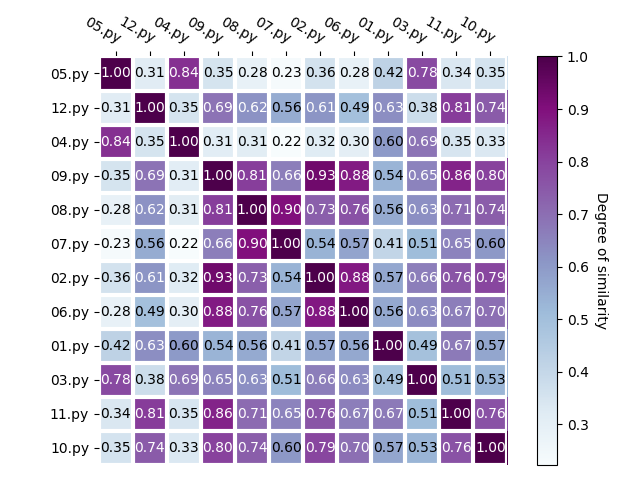 05.py 12.py 04.py 09.py 08.py 07.py 02.py 06.py 01.py 03.py 11.py 10.py
05.py 1.00 0.31 0.84 0.35 0.28 0.23 0.36 0.28 0.42 0.78 0.34 0.35
12.py 0.31 1.00 0.35 0.69 0.62 0.56 0.61 0.49 0.63 0.38 0.81 0.74
04.py 0.84 0.35 1.00 0.31 0.31 0.22 0.32 0.30 0.60 0.69 0.35 0.33
09.py 0.35 0.69 0.31 1.00 0.81 0.66 0.93 0.88 0.54 0.65 0.86 0.80
08.py 0.28 0.62 0.31 0.81 1.00 0.90 0.73 0.76 0.56 0.63 0.71 0.74
07.py 0.23 0.56 0.22 0.66 0.90 1.00 0.54 0.57 0.41 0.51 0.65 0.60
02.py 0.36 0.61 0.32 0.93 0.73 0.54 1.00 0.88 0.57 0.66 0.76 0.79
06.py 0.28 0.49 0.30 0.88 0.76 0.57 0.88 1.00 0.56 0.63 0.67 0.70
01.py 0.42 0.63 0.60 0.54 0.56 0.41 0.57 0.56 1.00 0.49 0.67 0.57
03.py 0.78 0.38 0.69 0.65 0.63 0.51 0.66 0.63 0.49 1.00 0.51 0.53
11.py 0.34 0.81 0.35 0.86 0.71 0.65 0.76 0.67 0.67 0.51 1.00 0.76
10.py 0.35 0.74 0.33 0.80 0.74 0.60 0.79 0.70 0.57 0.53 0.76 1.00
1.0
0.9
0.8
0.7
0.6
0.5
0.4
0.3
Degree of similarity